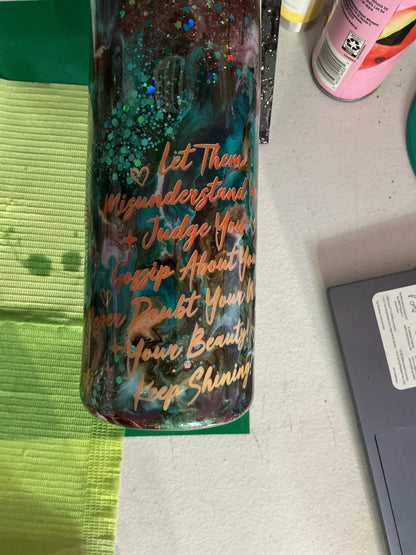 Let Them
Misunderstand
Judge You
+ Gossip About You
Doubt Your
+ Your Beauty
Keep Shining!